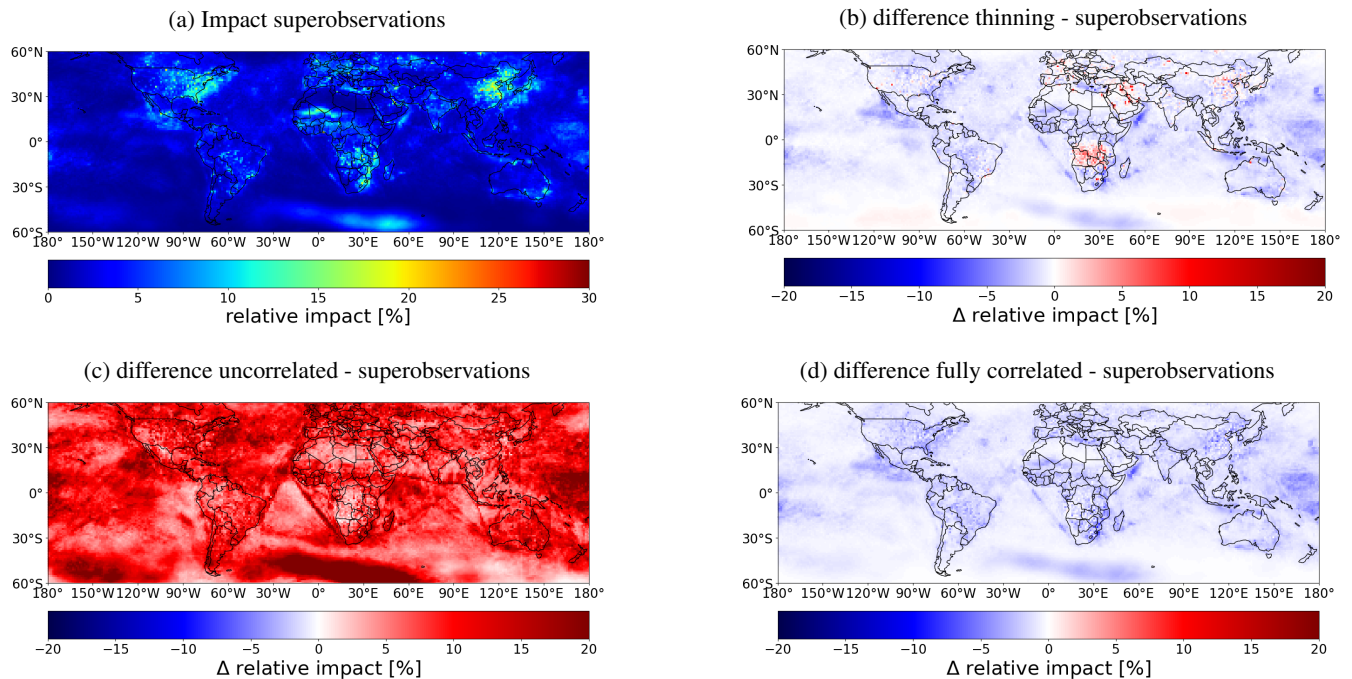 (a) Impact superobservations
60°N
30°N
0°
30°S
60°S
180° 150°W 120°W 90°W 60°W 30°W 0° 30°E 60°E 90°E 120°E 150°E 180°
0 5 10 15 20 25 30
relative impact [%]
(b) difference thinning - superobservations
60°N
30°N
0°
30°S
60°S
180° 150°W 120°W 90°W 60°W 30°W 0° 30°E 60°E 90°E 120°E 150°E 180°
−20 −15 −10 −5 0 5 10 15 20
Δ relative impact [%]
(c) difference uncorrelated - superobservations
60°N
30°N
0°
30°S
60°S
180° 150°W 120°W 90°W 60°W 30°W 0° 30°E 60°E 90°E 120°E 150°E 180°
−20 −15 −10 −5 0 5 10 15 20
Δ relative impact [%]
(d) difference fully correlated - superobservations
60°N
30°N
0°
30°S
60°S
180° 150°W 120°W 90°W 60°W 30°W 0° 30°E 60°E 90°E 120°E 150°E 180°
−20 −15 −10 −5 0 5 10 15 20
Δ relative impact [%]